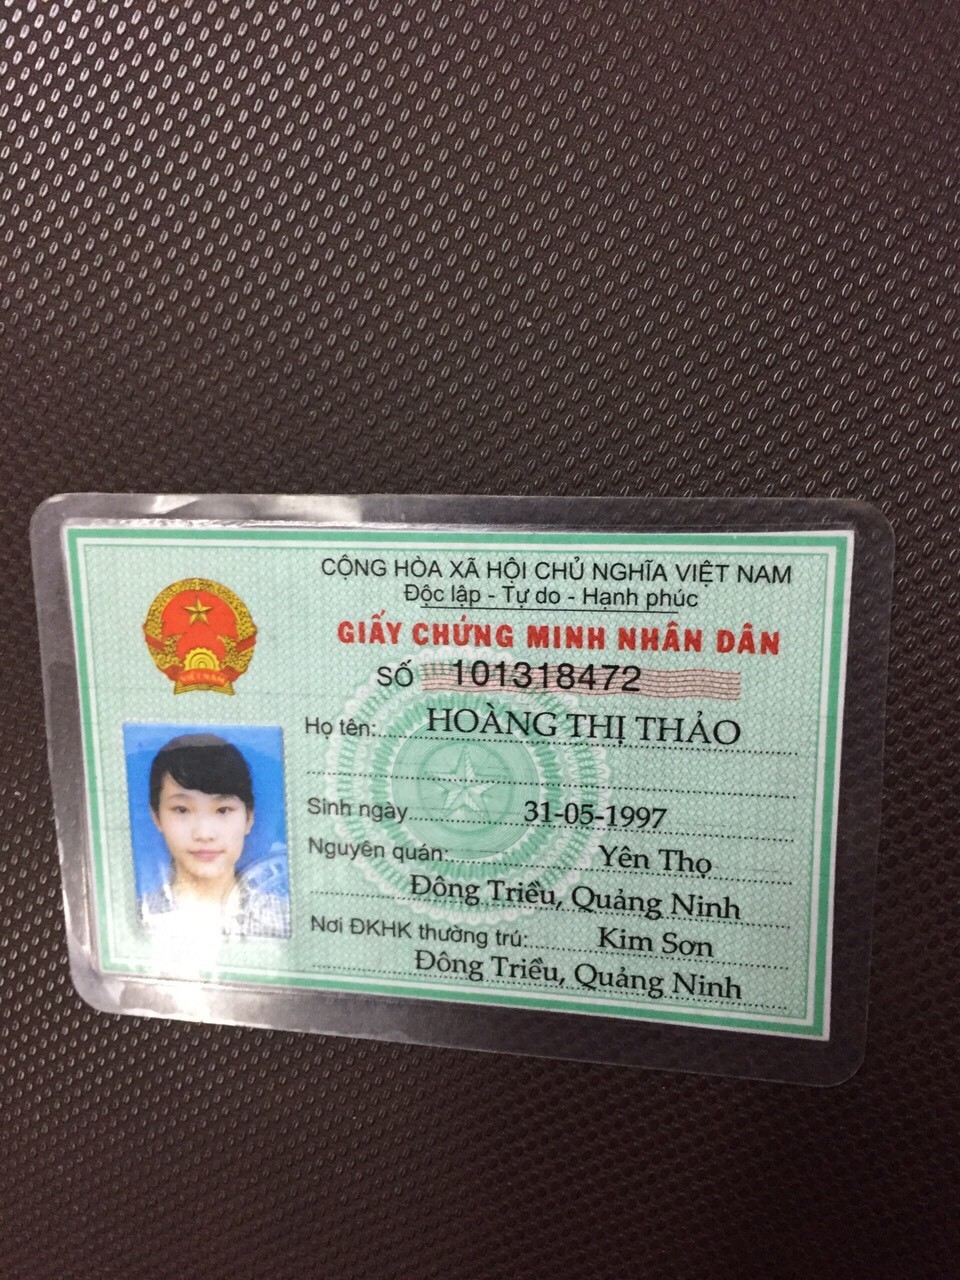 CỘNG HÒA XÃ HỘI CHỦ NGHĨA VIỆT NAM
Độc lập - Tự do - Hạnh phúc
GIẤY CHỨNG MINH NHÂN DÂN
SỐ 101318472
VIỆT NAM
Họ tên: HOÀNG THỊ THẢO
Sinh ngày 31-05-1997
Nguyên quán: Yên Thọ
Đông Triều, Quảng Ninh
Nơi ĐKHK thường trú: Kim Sơn
Đông Triều, Quảng Ninh